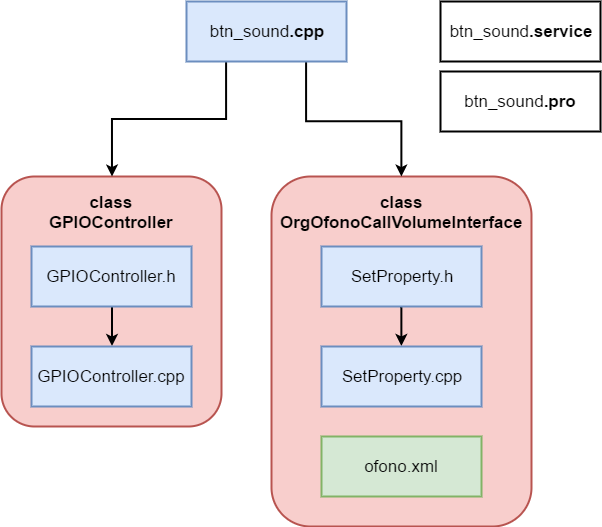 btn_sound.cpp
btn_sound.service
btn_sound.pro
class
GPIOController
GPIOController.h
GPIOController.cpp
class
OrgOfonoCallVolumeInterface
SetProperty.h
SetProperty.cpp
ofono.xml